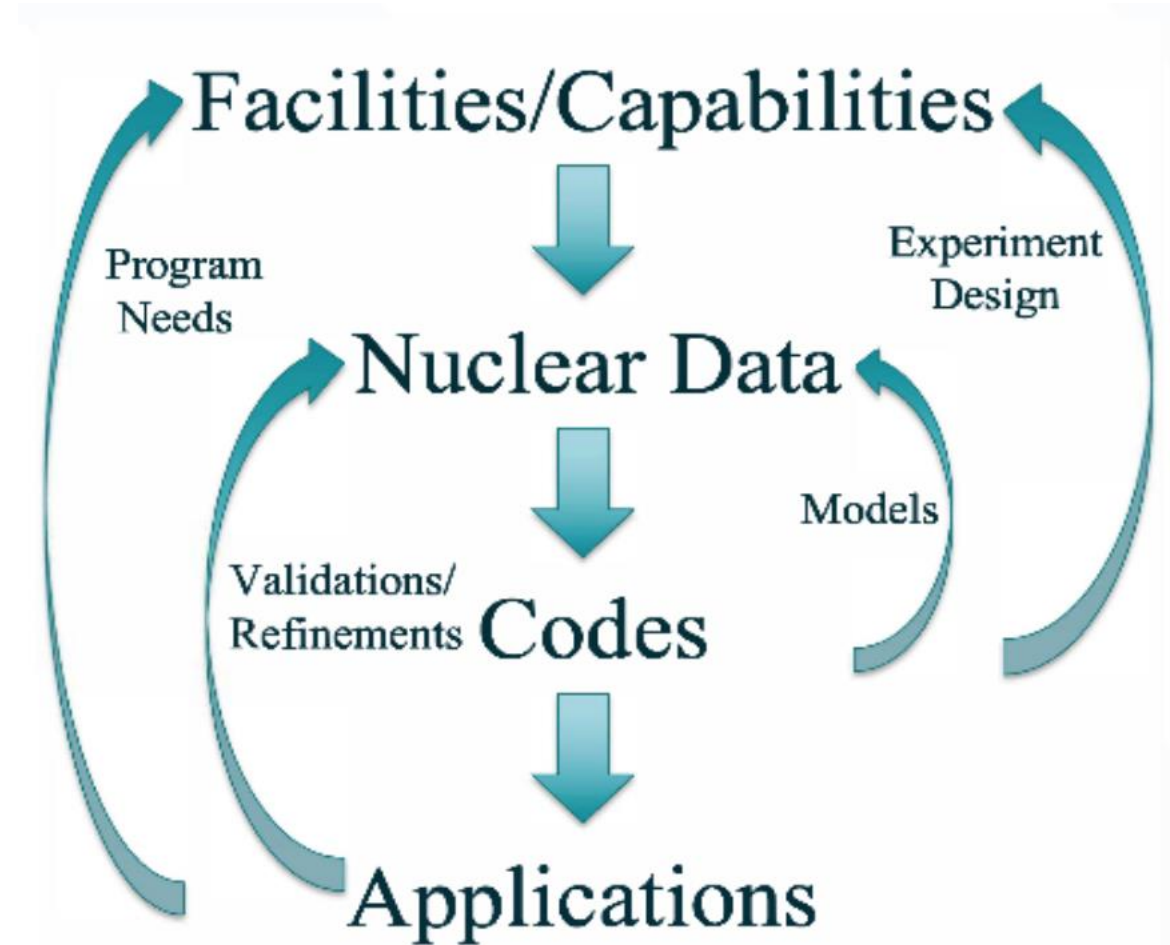 Facilities/Capabilities
Program
Needs
Experiment
Design
Nuclear Data
Models
Validations/
Refinements
Codes
Applications